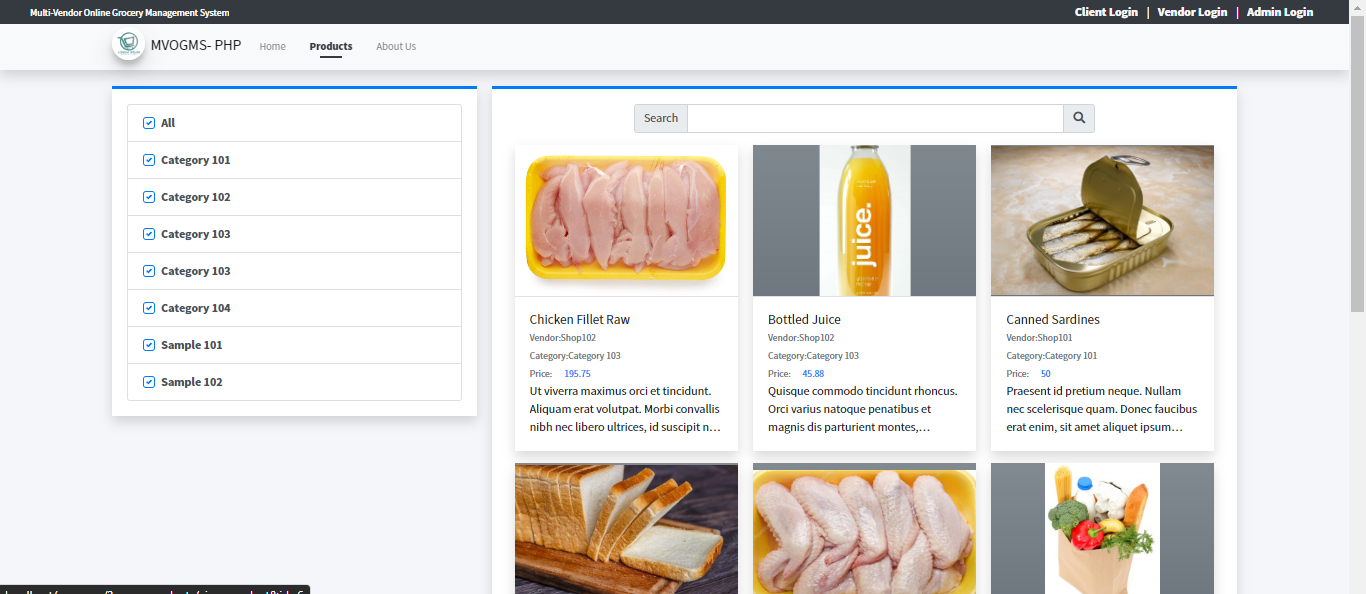 Multi-Vendor Online Grocery Management System
Client Login | Vendor Login | Admin Login
MVOGMS- PHP
Home
Products
About Us
All
Category 101
Category 102
Category 103
Category 103
Category 104
Sample 101
Sample 102
Search
juice.
Chicken Fillet Raw
Vendor:Shop102
Category:Category 103
Price: 195.75
Ut viverra maximus orci et tincidunt.
Aliquam erat volutpat. Morbi convallis
nibh nec libero ultrices, id suscipit n...
Bottled Juice
Vendor:Shop102
Category:Category 103
Price: 45.88
Quisque commodo tincidunt rhoncus.
Orci varius natoque penatibus et
magnis dis parturient montes,...
Canned Sardines
Vendor:Shop101
Category:Category 101
Price: 50
Praesent id pretium neque. Nullam
nec scelerisque quam. Donec faucibus
erat enim, sit amet aliquet ipsum...